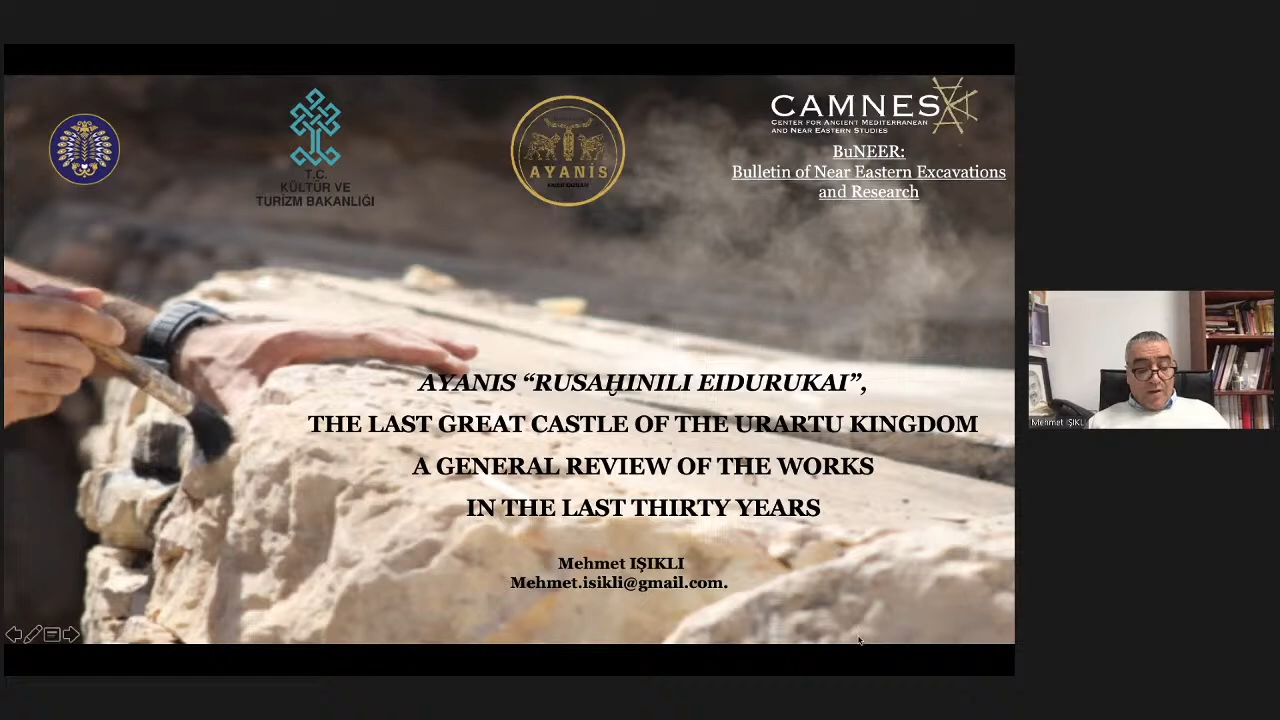 CAMNES
CENTER FOR ANCIENT MEDITERRANEAN
AND NEAR EASTERN STUDIES
BuNEER:
Bulletin of Near Eastern Excavations
and Research
T.C.
KÜLTÜR VE
TURİZM BAKANLIĞI
AYANİS
AYANIS “RUSAḪINILI EIDURUKAI”,
THE LAST GREAT CASTLE OF THE URARTU KINGDOM
A GENERAL REVIEW OF THE WORKS
IN THE LAST THIRTY YEARS
Mehmet IŞIKLI
Mehmet.isikli@gmail.com.
Mehmet IŞIKLI